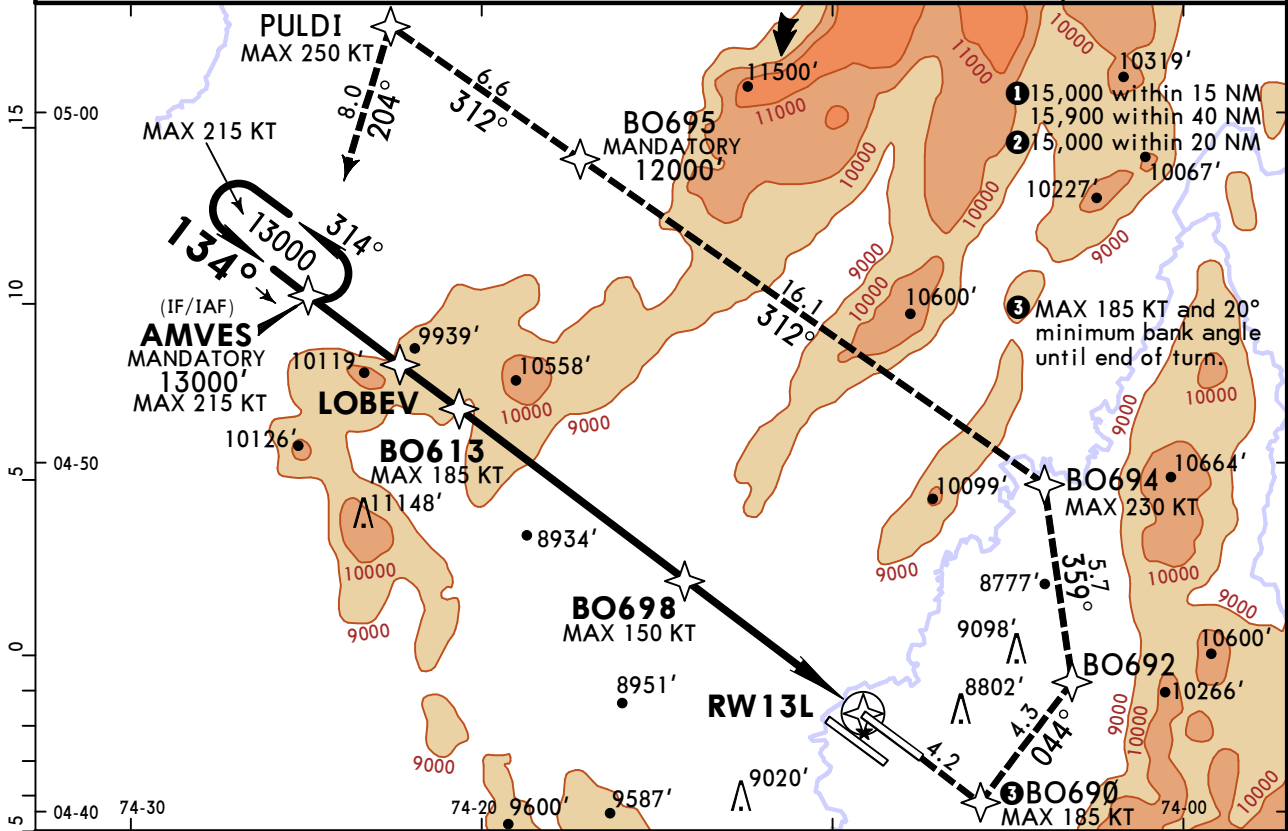 PULDI
MAX 250 KT
8.0
204°
6.6
312°
11500′
11000
11000
10000
10319′
❶15,000 within 15 NM
15,900 within 40 NM
❷15,000 within 20 NM
10067′
10227′
9000
15
05-00
MAX 215 KT
BO695
MANDATORY
12000′
10000
10000
9000
10000
134°
13000
314°
10
(IF/IAF)
AMVES
MANDATORY
13000′
MAX 215 KT
16.1
312°
10600′
❸ MAX 185 KT and 20°
minimum bank angle
until end of turn.
10119′
9939′
LOBEV
10558′
10000
9000
9000
10000
10126′
BO613
MAX 185 KT
5
04-50
11148′
10000
9000
8934′
10099′
9000
BO694
MAX 230 KT
10664′
10000
9000
5.7
359°
8777′
BO698
MAX 150 KT
9098′
8802′
BO692
10600′
10266′
9000
10000
0
8951′
RW13L
4.2
4.3
044°
9000
9020′
❸BO690
MAX 185 KT
5
04-40
74-30
74-20
9600′
9587′
74-00
10000